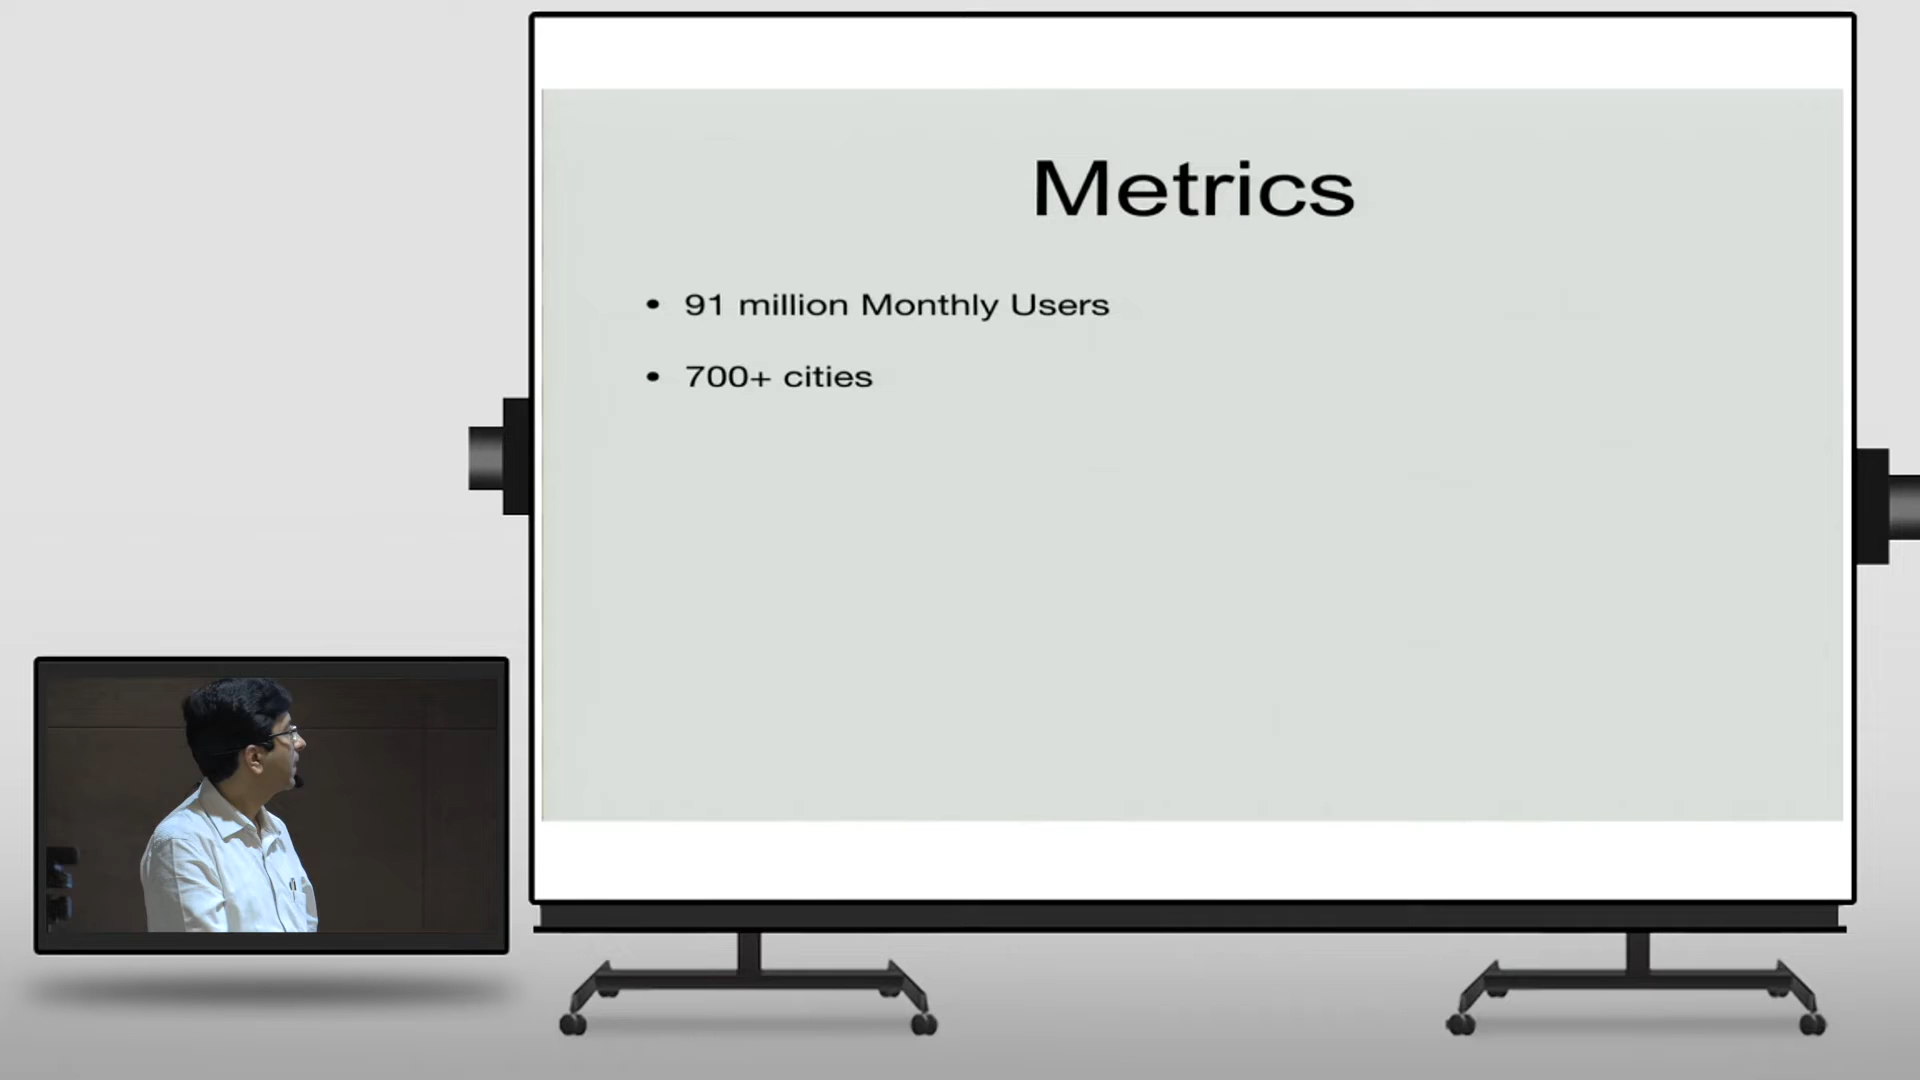 Metrics
• 91 million Monthly Users
• 700+ cities